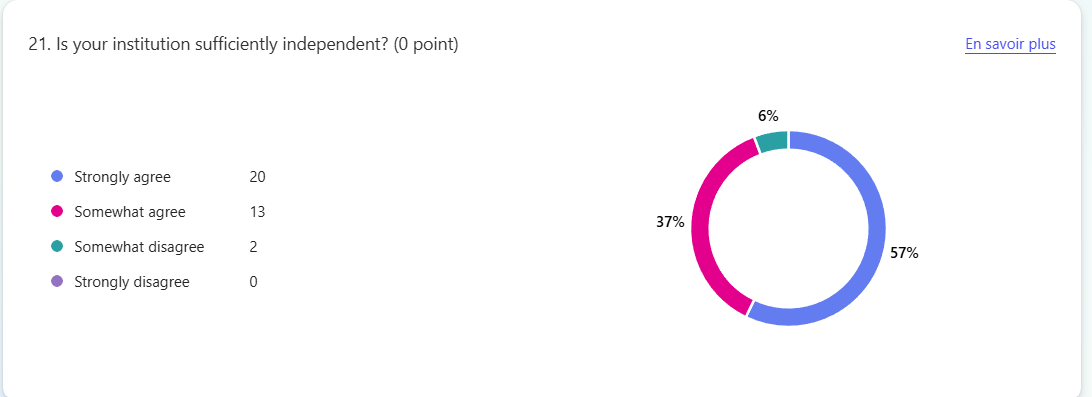 21. Is your institution sufficiently independent? (0 point)
En savoir plus
Strongly agree 20
Somewhat agree 13
Somewhat disagree 2
Strongly disagree 0
6%
37%
57%